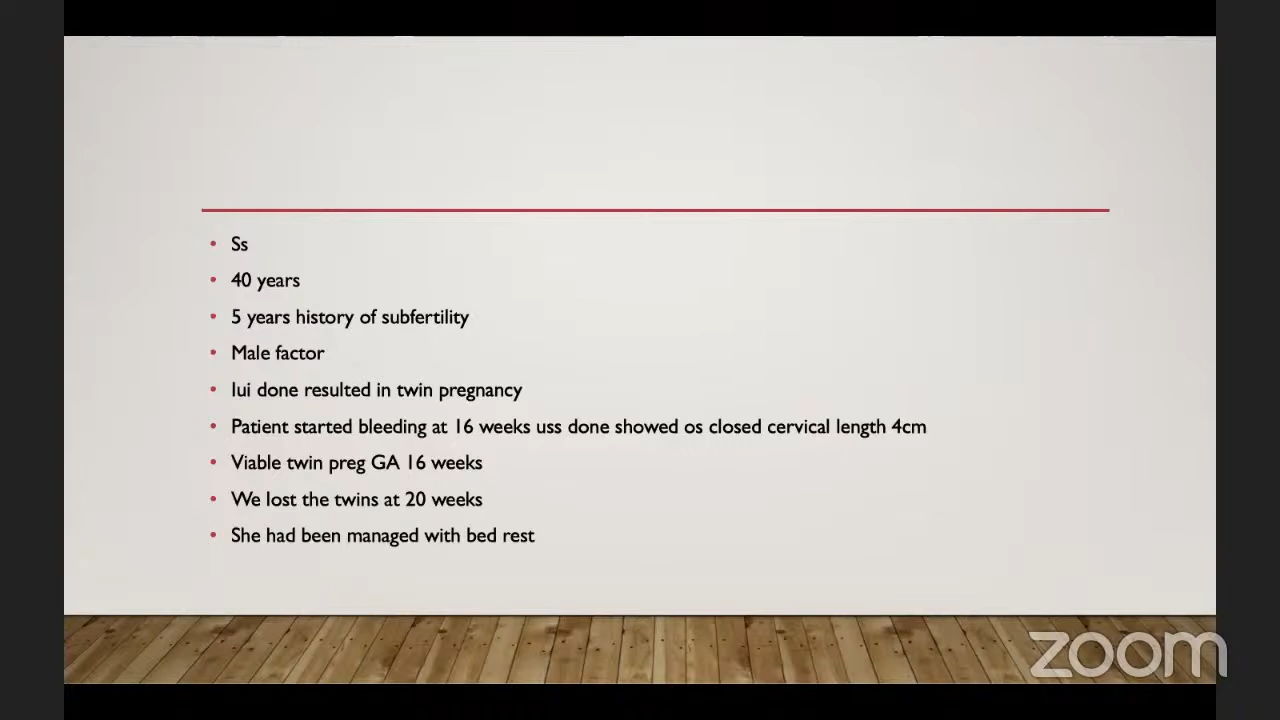 • Ss
• 40 years
• 5 years history of subfertility
• Male factor
• Iui done resulted in twin pregnancy
• Patient started bleeding at 16 weeks uss done showed os closed cervical length 4cm
• Viable twin preg GA 16 weeks
• We lost the twins at 20 weeks
• She had been managed with bed rest
zoom